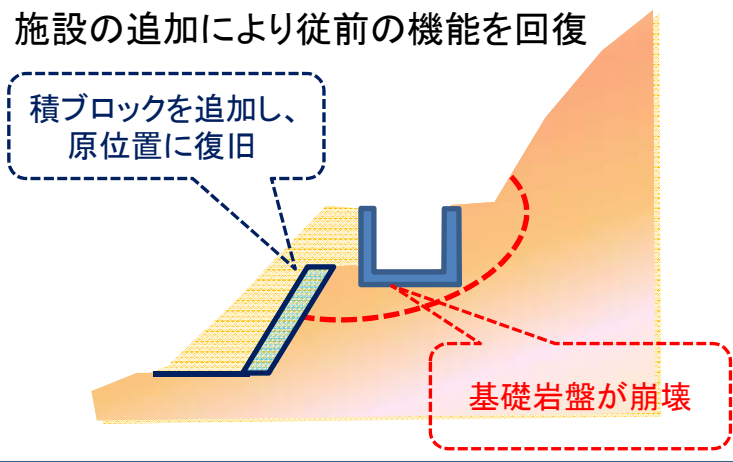 施設の追加により従前の機能を回復
積ブロックを追加し、
原位置に復旧
基礎岩盤が崩壊